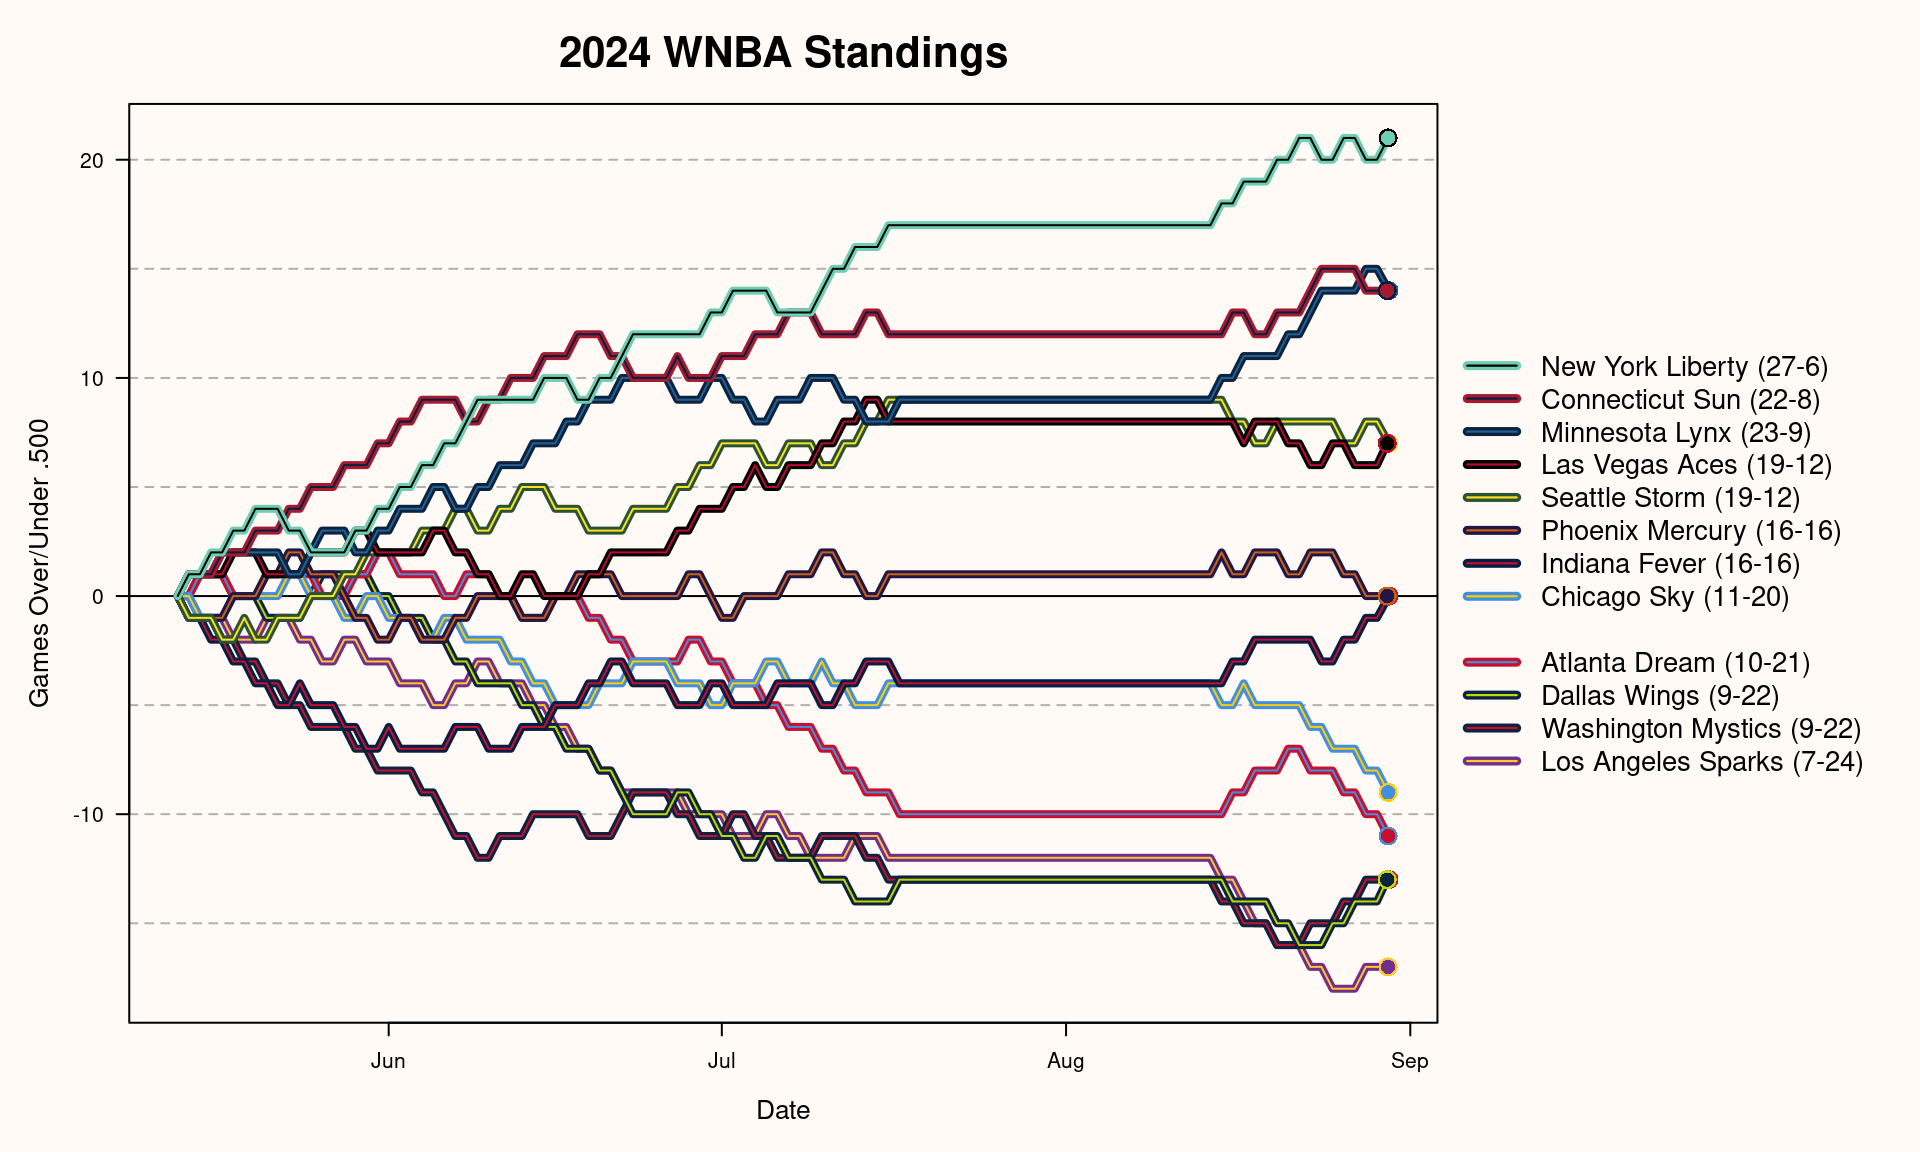 2024 WNBA Standings
Games Over/Under .500
20
10
0
-10
Jun
Jul
Aug
Sep
Date
New York Liberty (27-6)
Connecticut Sun (22-8)
Minnesota Lynx (23-9)
Las Vegas Aces (19-12)
Seattle Storm (19-12)
Phoenix Mercury (16-16)
Indiana Fever (16-16)
Chicago Sky (11-20)
Atlanta Dream (10-21)
Dallas Wings (9-22)
Washington Mystics (9-22)
Los Angeles Sparks (7-24)